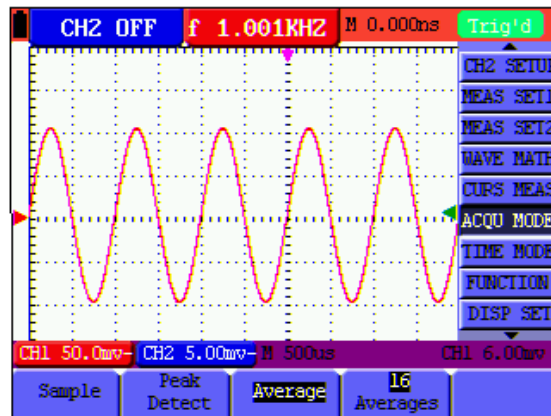 CH2 OFF f 1.001KHZ M 0.000ns Trig'd
CH2 SETUP
MEAS SET1
MEAS SET2
WAVE MATH
CURS MEAS
ACQU MODE
TIME MODE
FUNCTION
DISP SET
CH1 50.0mv~ CH2 5.00mv~ M 500us CH1 6.00mv
Sample
Peak Detect
Average
16 Averages